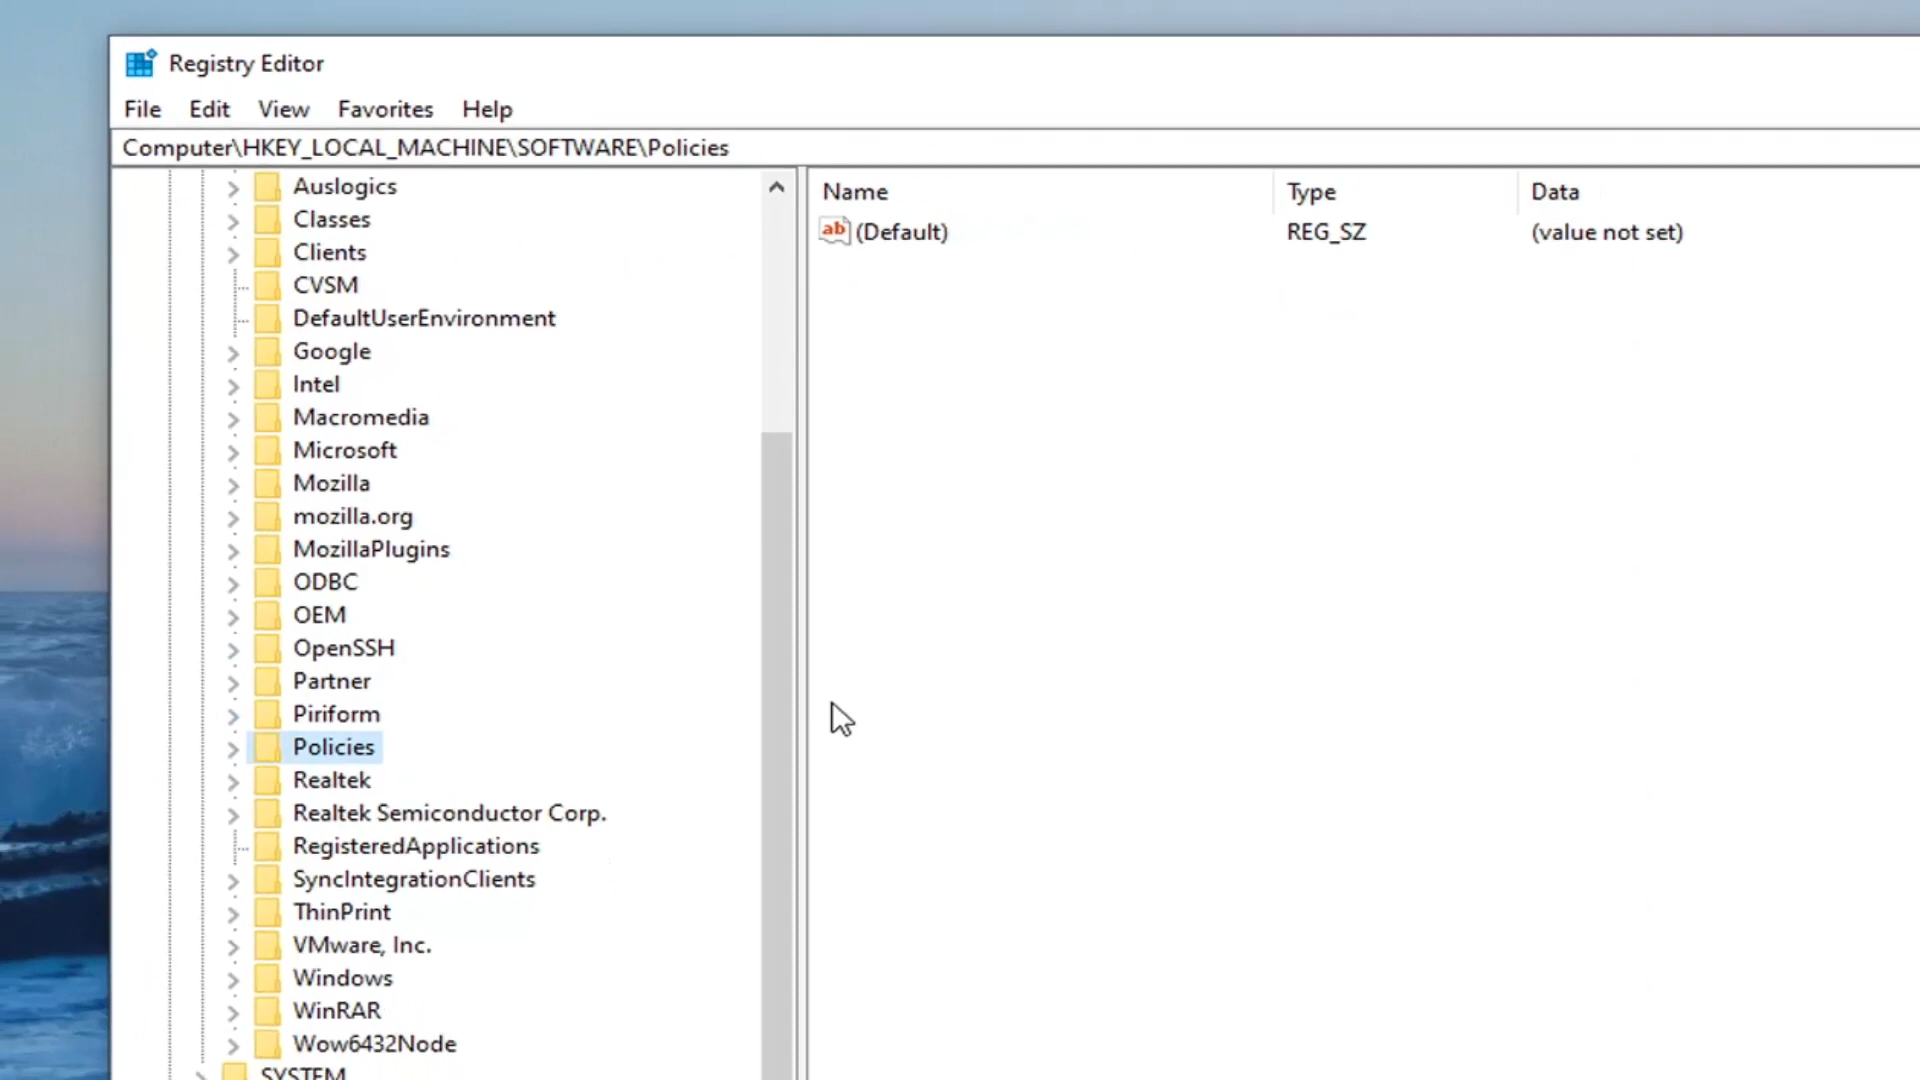 Registry Editor
File Edit View Favorites Help
Computer\HKEY_LOCAL_MACHINE\SOFTWARE\Policies
Auslogics
Classes
Clients
CVSM
DefaultUserEnvironment
Google
Intel
Macromedia
Microsoft
Mozilla
mozilla.org
MozillaPlugins
ODBC
OEM
OpenSSH
Partner
Piriform
Policies
Realtek
Realtek Semiconductor Corp.
RegisteredApplications
SyncIntegrationClients
ThinPrint
VMware, Inc.
Windows
WinRAR
Wow6432Node
SYSTEM
Name Type Data
ab (Default) REG_SZ (value not set)